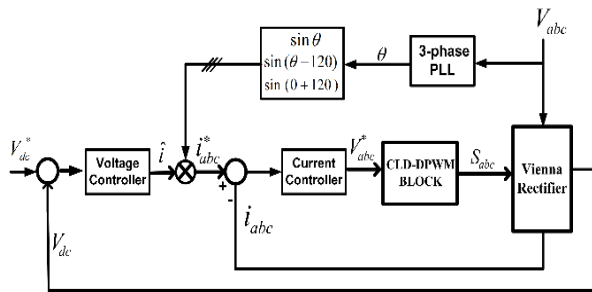 V_abc
sin θ
sin (θ−120)
sin (0+120)
θ
3-phase
PLL
V_dc^*
Voltage
Controller
î
i_abc^*
+
-
Current
Controller
V_abc^*
CLD-DPWM
BLOCK
S_abc
Vienna
Rectifier
V_dc
i_abc